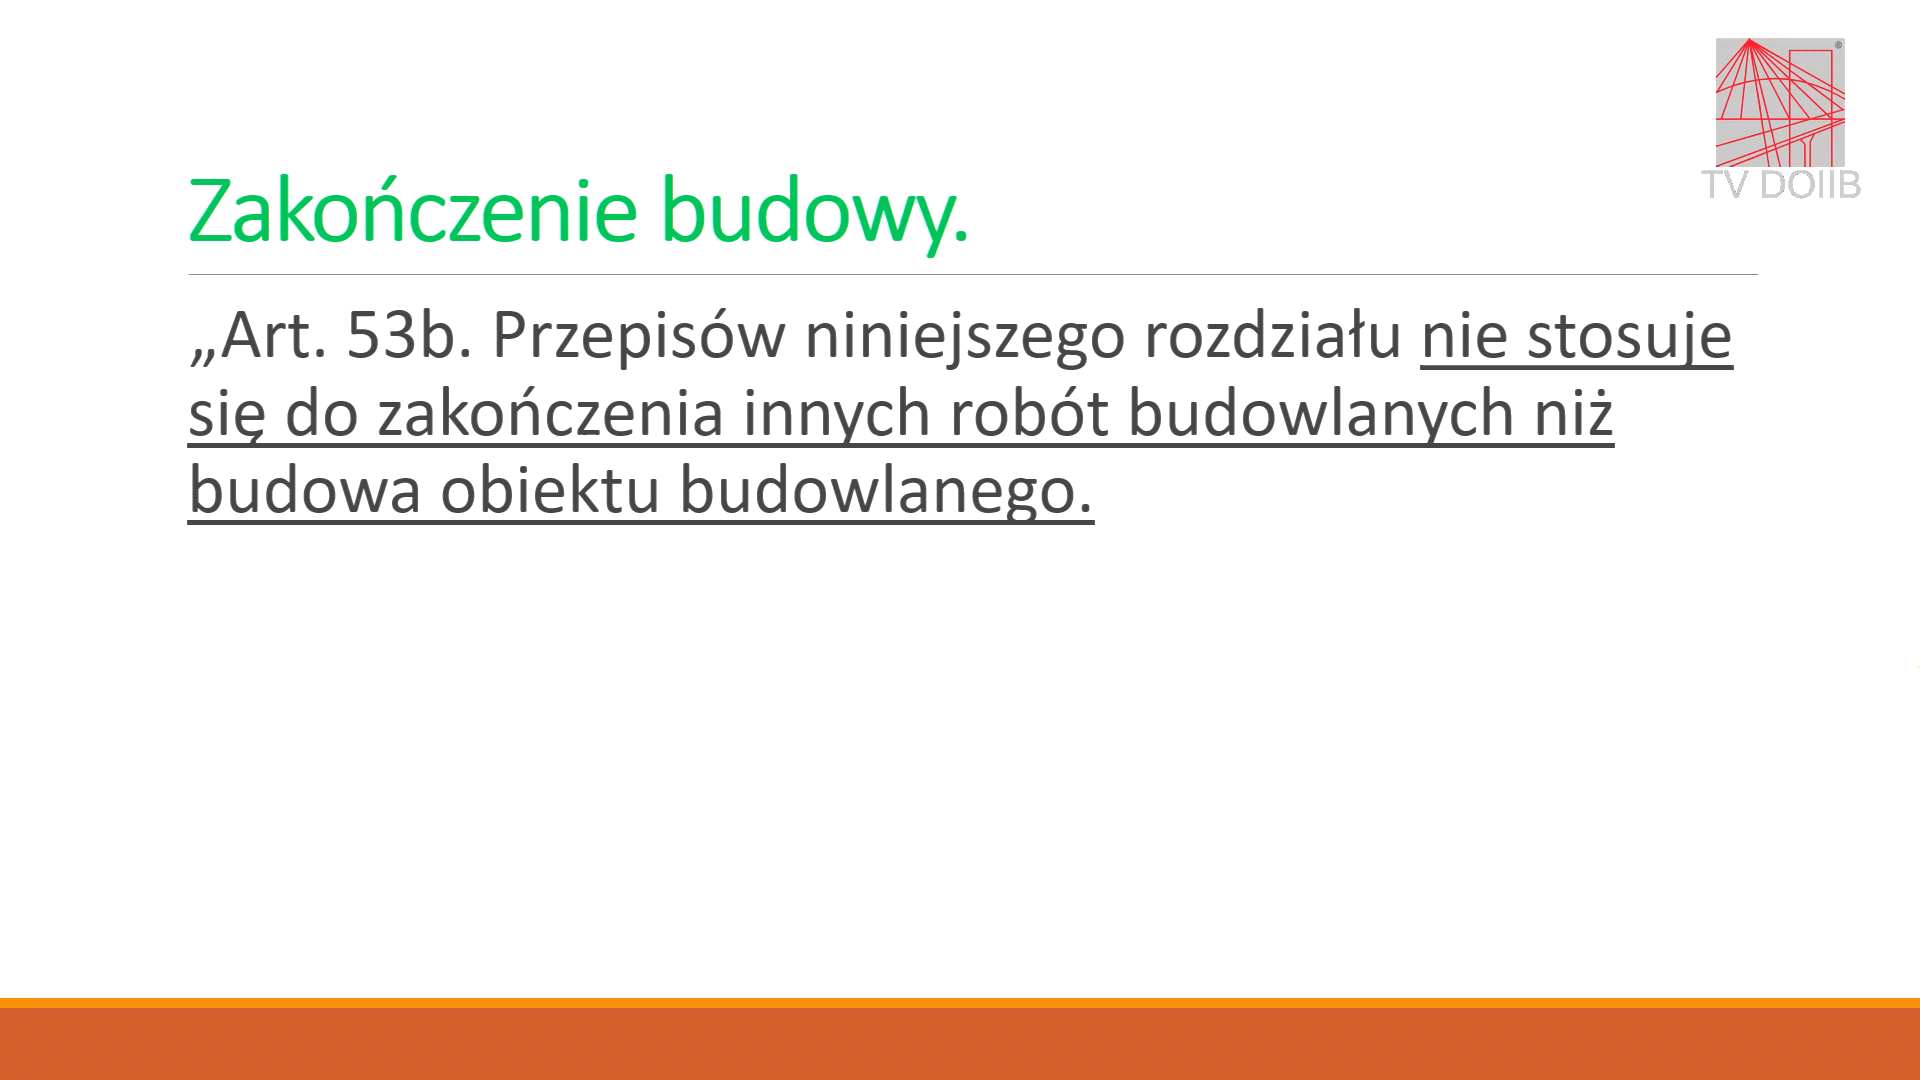 TV DOIIB
Zakończenie budowy.
„Art. 53b. Przepisów niniejszego rozdziału nie stosuje
się do zakończenia innych robót budowlanych niż
budowa obiektu budowlanego.